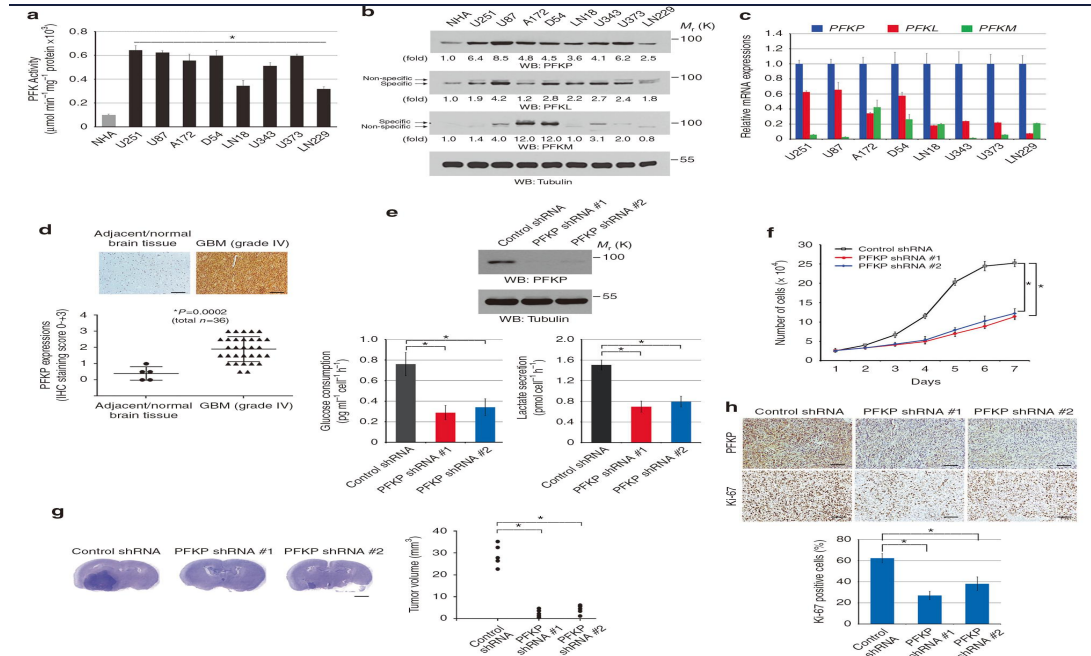 a
PFK Activity
(μmol min⁻¹ mg⁻¹ protein x10³)
0.8
0.6
0.4
0.2
0
*
NHA
U251
U87
A172
D54
LN18
U343
U373
LN229
b
NHA
U251
U87
A172
D54
LN18
U343
U373
LN229
Mr (K)
100
(fold) 1.0 6.4 8.5 4.8 4.5 3.6 4.1 6.2 2.5
WB: PFKP
Non-specific
Specific
100
(fold) 1.0 1.9 4.2 1.2 2.8 2.2 2.7 2.4 1.8
WB: PFKL
Specific
Non-specific
100
(fold) 1.0 1.4 4.0 12.0 12.0 1.0 3.1 2.0 0.8
WB: PFKM
55
WB: Tubulin
c
PFKP PFKL PFKM
Relative mRNA expressions
1.4
1.2
1
0.8
0.6
0.4
0.2
0
U251
U87
A172
D54
LN18
U343
U373
LN229
d
Adjacent/normal
brain tissue
GBM (grade IV)
*P=0.0002
(total n=36)
PFKP expressions
(IHC staining score 0-+3)
4
3
2
1
0
Adjacent/normal
brain tissue
GBM (grade IV)
e
Control shRNA
PFKP shRNA #1
PFKP shRNA #2
Mr (K)
100
WB: PFKP
55
WB: Tubulin
Glucose consumption
(pg ml⁻¹ cell⁻¹ h⁻¹)
1
0.8
0.6
0.4
0.2
0
*
*
Control shRNA
PFKP shRNA #1
PFKP shRNA #2
Lactate secretion
(pmol cell⁻¹ h⁻¹)
2.0
1.6
1.2
0.8
0.4
0
*
*
Control shRNA
PFKP shRNA #1
PFKP shRNA #2
f
Control shRNA
PFKP shRNA #1
PFKP shRNA #2
Number of cells (× 10⁴)
30
25
20
15
10
5
0
*
*
1 2 3 4 5 6 7
Days
g
Control shRNA
PFKP shRNA #1
PFKP shRNA #2
Tumor volume (mm³)
40
30
20
10
0
*
*
Control
shRNA
PFKP
shRNA #1
PFKP
shRNA #2
h
Control shRNA
PFKP shRNA #1
PFKP shRNA #2
PFKP
Ki-67
Ki-67 positive cells (%)
80
60
40
20
0
*
*
Control
shRNA
PFKP
shRNA #1
PFKP
shRNA #2